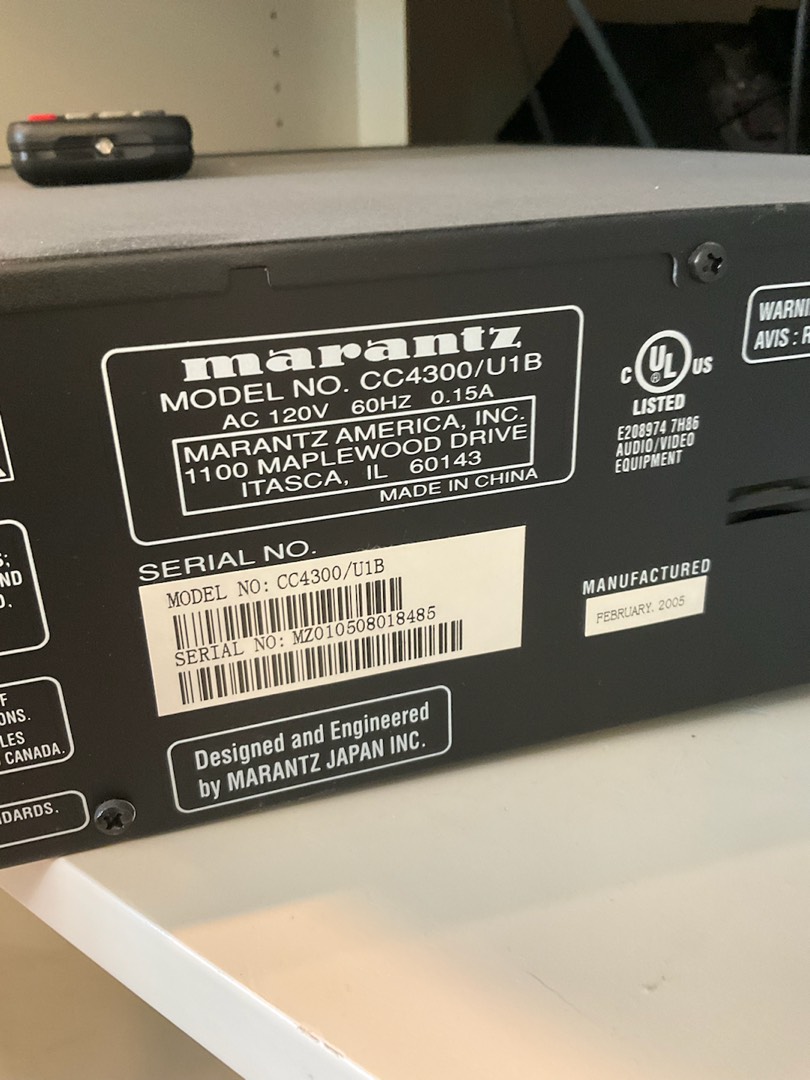 marantz
MODEL NO. CC4300/U1B
AC 120V 60HZ 0.15A
MARANTZ AMERICA, INC.
1100 MAPLEWOOD DRIVE
ITASCA, IL 60143
MADE IN CHINA
C UL US
®
LISTED
E208974 7H86
AUDIO/VIDEO
EQUIPMENT
WARNI
AVIS : R
SERIAL NO.
MODEL NO: CC4300/U1B
SERIAL NO: MZ010508018485
MANUFACTURED
FEBRUARY. 2005
Designed and Engineered
by MARANTZ JAPAN INC.
S;
ND
).
F
ONS.
LES
CANADA.
DARDS.